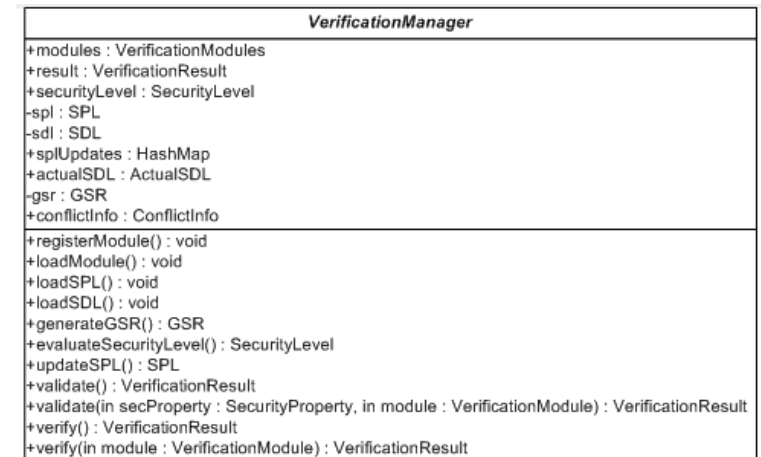 VerificationManager
+modules : VerificationModules
+result : VerificationResult
+securityLevel : SecurityLevel
-spl : SPL
-sdl : SDL
+splUpdates : HashMap
+actualSDL : ActualSDL
-gsr : GSR
+conflictInfo : ConflictInfo
+registerModule() : void
+loadModule() : void
+loadSPL() : void
+loadSDL() : void
+generateGSR() : GSR
+evaluateSecurityLevel() : SecurityLevel
+updateSPL() : SPL
+validate() : VerificationResult
+validate(in secProperty : SecurityProperty, in module : VerificationModule) : VerificationResult
+verify() : VerificationResult
+verify(in module : VerificationModule) : VerificationResult